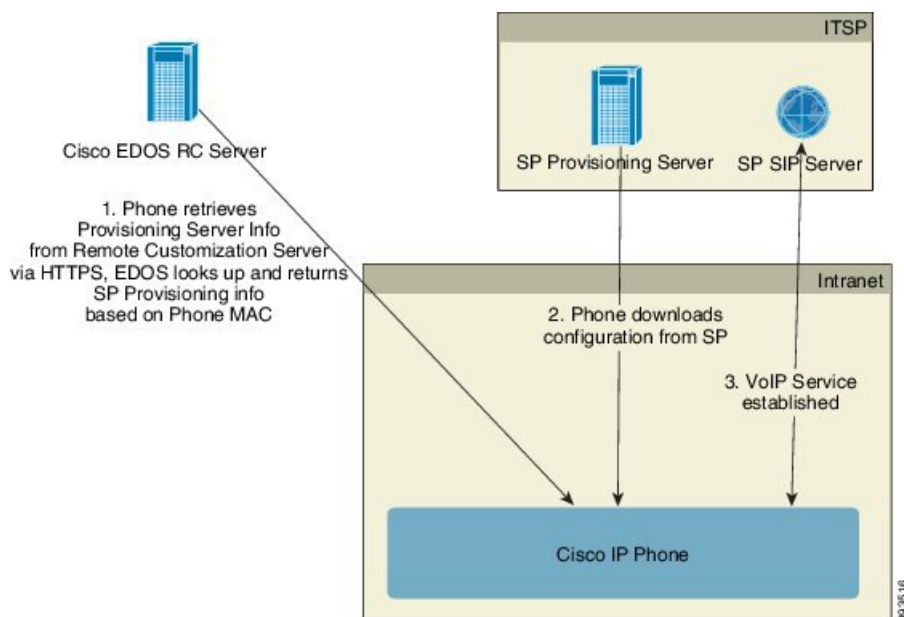 ITSP
Cisco EDOS RC Server
SP Provisioning Server
SP SIP Server
1. Phone retrieves
Provisioning Server Info
from Remote Customization Server
via HTTPS, EDOS looks up and returns
SP Provisioning info
based on Phone MAC
Intranet
2. Phone downloads
configuration from SP
3. VoIP Service
established
Cisco IP Phone